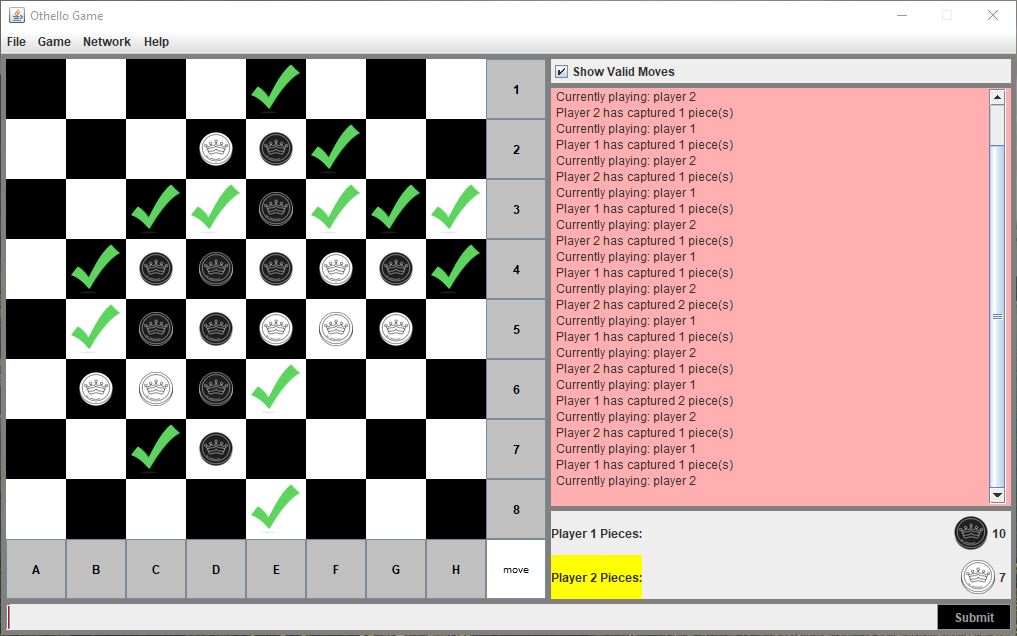 Othello Game
File Game Network Help
1
2
3
4
5
6
7
8
A B C D E F G H move
Show Valid Moves
Currently playing: player 2
Player 2 has captured 1 piece(s)
Currently playing: player 1
Player 1 has captured 1 piece(s)
Currently playing: player 2
Player 2 has captured 1 piece(s)
Currently playing: player 1
Player 1 has captured 1 piece(s)
Currently playing: player 2
Player 2 has captured 1 piece(s)
Currently playing: player 1
Player 1 has captured 1 piece(s)
Currently playing: player 2
Player 2 has captured 2 piece(s)
Currently playing: player 1
Player 1 has captured 1 piece(s)
Currently playing: player 2
Player 2 has captured 1 piece(s)
Currently playing: player 1
Player 1 has captured 2 piece(s)
Currently playing: player 2
Player 2 has captured 1 piece(s)
Currently playing: player 1
Player 1 has captured 1 piece(s)
Currently playing: player 2
Player 1 Pieces: 10
Player 2 Pieces: 7
Submit